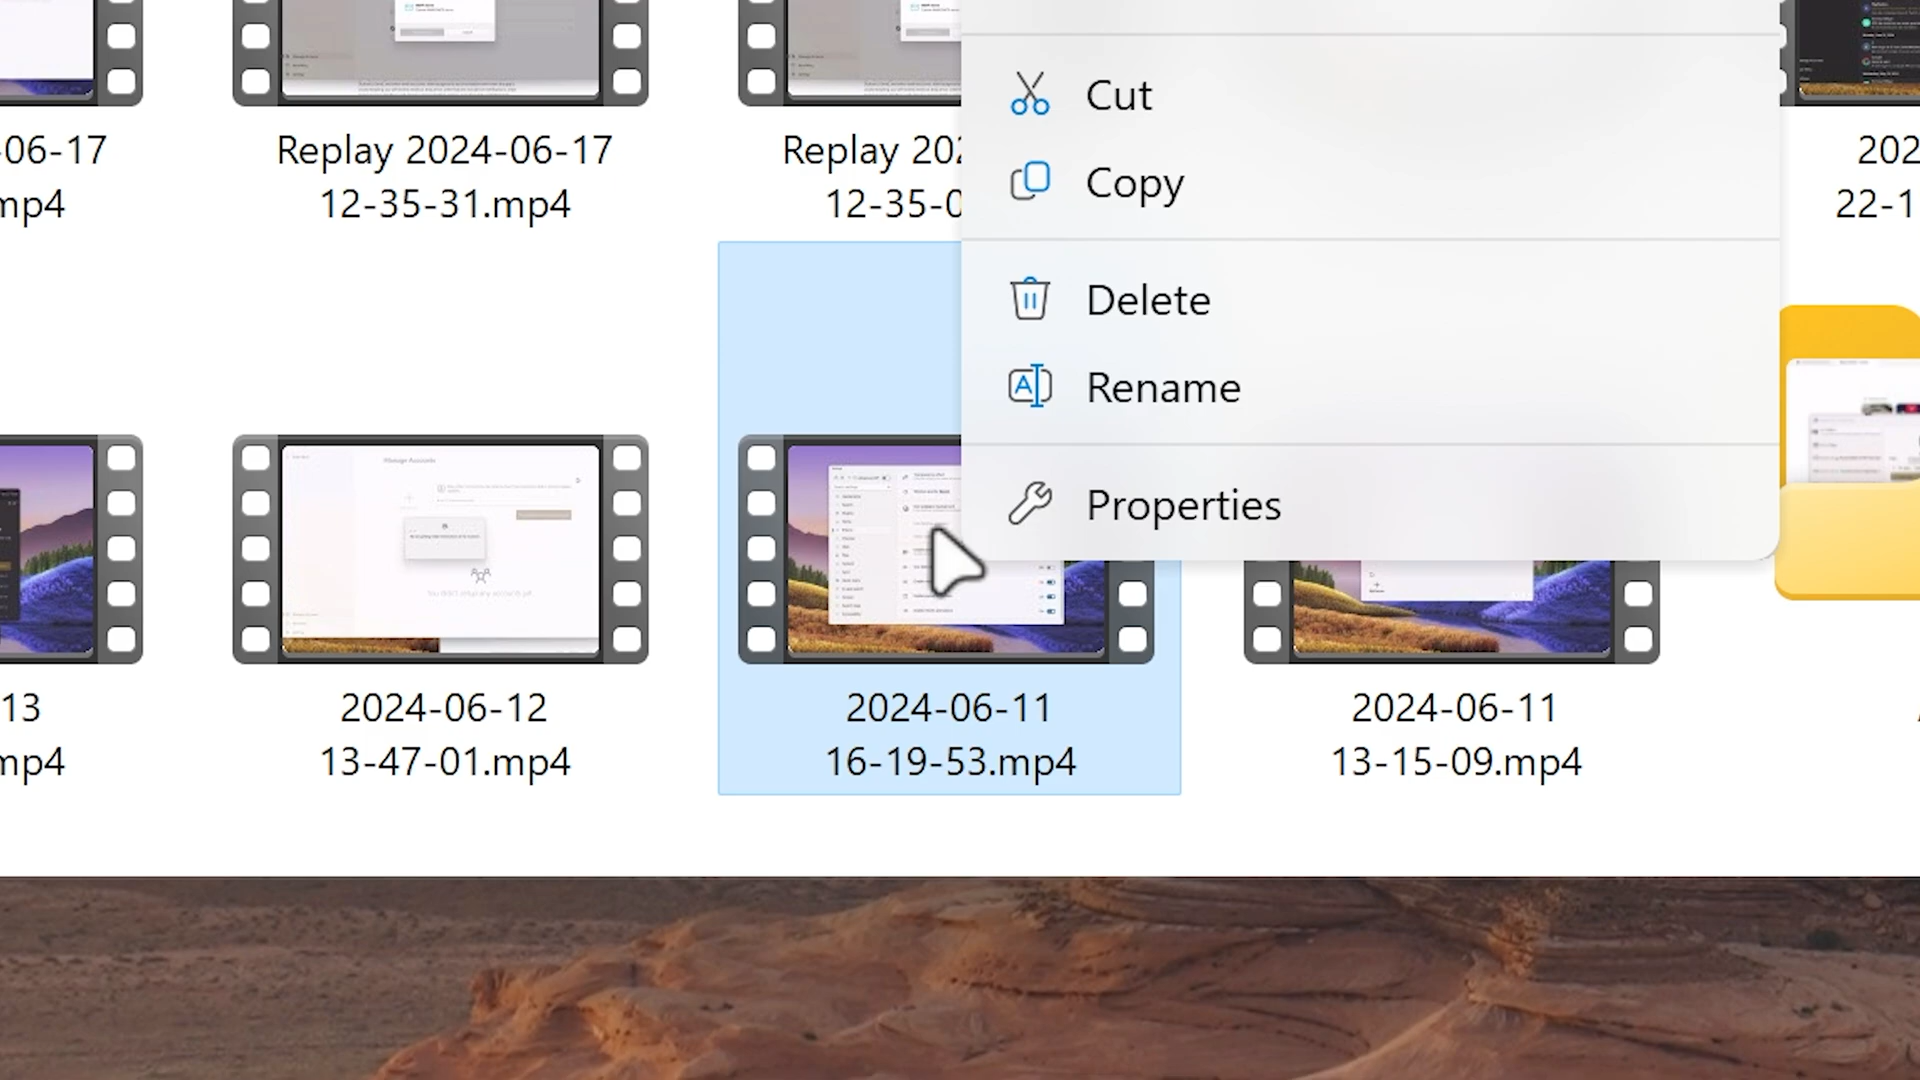 -06-17
mp4
Replay 2024-06-17
12-35-31.mp4
Replay 202
12-35-0
202
22-1
Cut
Copy
Delete
Rename
Properties
Manage Accounts
13
mp4
2024-06-12
13-47-01.mp4
2024-06-11
16-19-53.mp4
2024-06-11
13-15-09.mp4